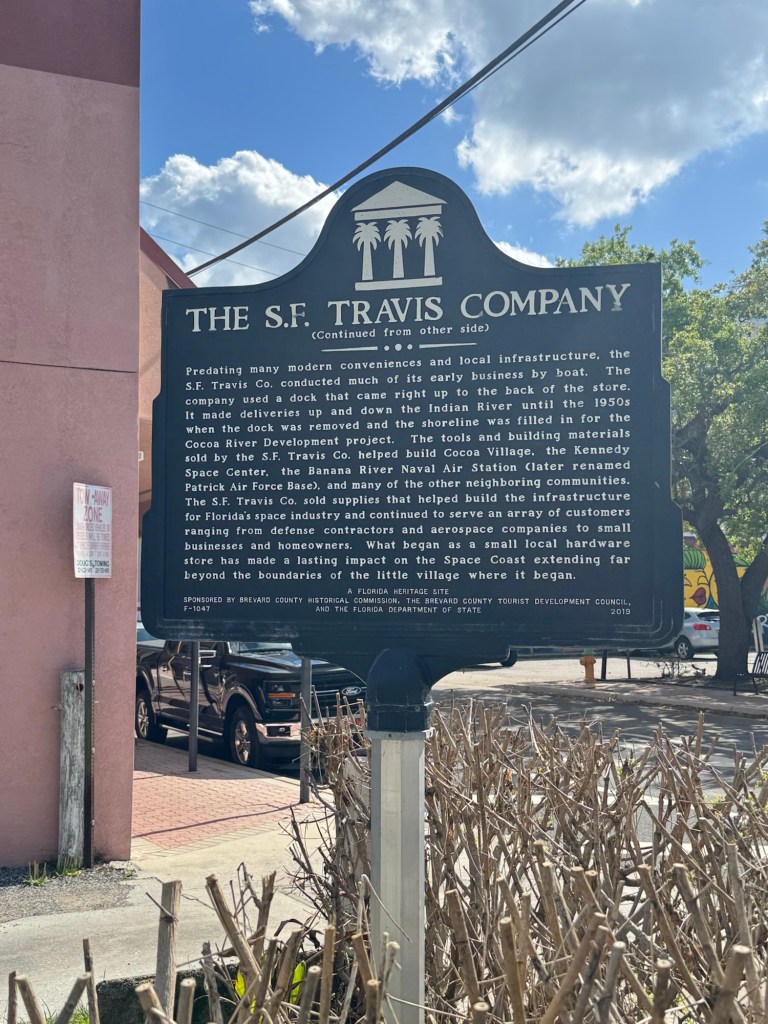 THE S.F. TRAVIS COMPANY
(Continued from other side)
Predating many modern conveniences and local infrastructure, the
S.F. Travis Co. conducted much of its early business by boat. The
company used a dock that came right up to the back of the store.
It made deliveries up and down the Indian River until the 1950s
when the dock was removed and the shoreline was filled in for the
Cocoa River Development project. The tools and building materials
sold by the S.F. Travis Co. helped build Cocoa Village, the Kennedy
Space Center, the Banana River Naval Air Station (later renamed
Patrick Air Force Base), and many of the other neighboring communities.
The S.F. Travis Co. sold supplies that helped build the infrastructure
for Florida's space industry and continued to serve an array of customers
ranging from defense contractors and aerospace companies to small
businesses and homeowners. What began as a small local hardware
store has made a lasting impact on the Space Coast extending far
beyond the boundaries of the little village where it began.
A FLORIDA HERITAGE SITE
SPONSORED BY BREVARD COUNTY HISTORICAL COMMISSION, THE BREVARD COUNTY TOURIST DEVELOPMENT COUNCIL,
F-1047 AND THE FLORIDA DEPARTMENT OF STATE 2019
TOW-AWAY
ZONE